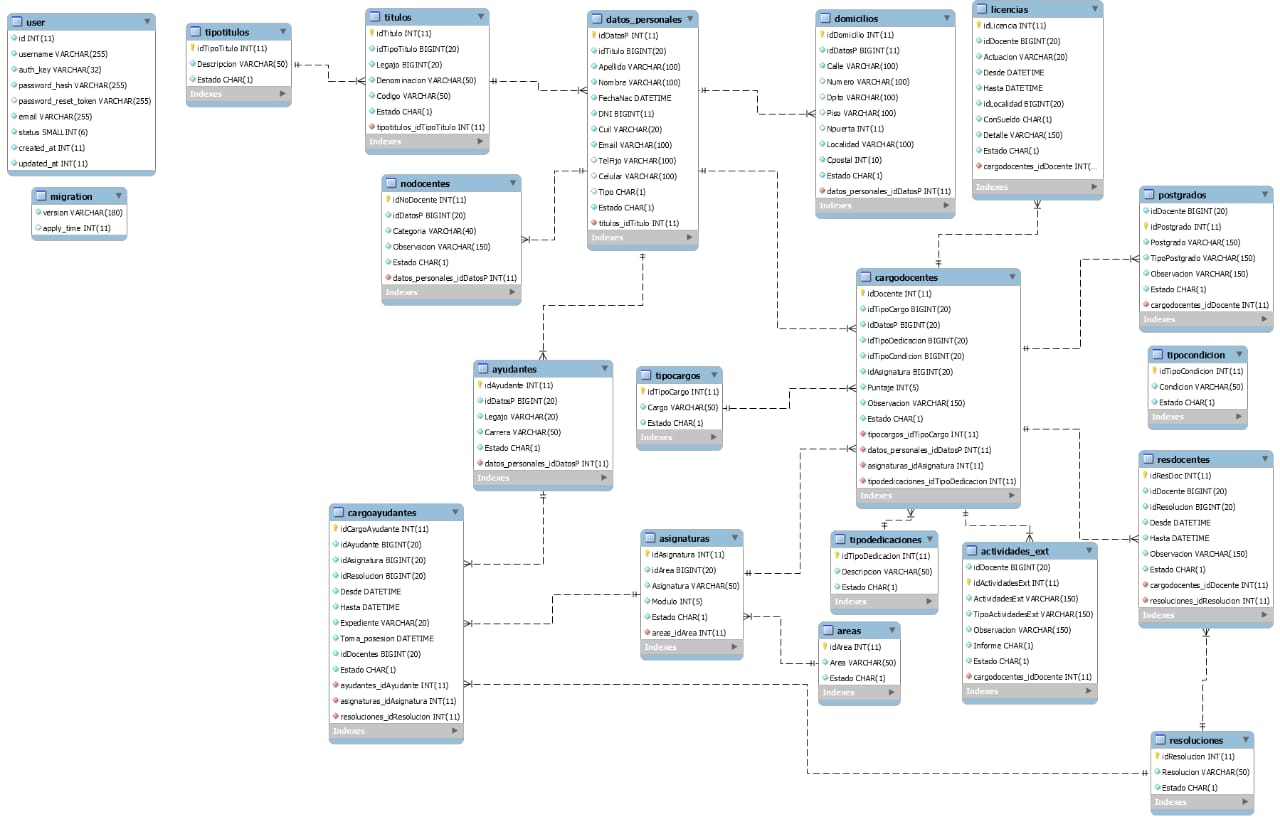 user
id INT(11)
username VARCHAR(255)
auth_key VARCHAR(32)
password_hash VARCHAR(255)
password_reset_token VARCHAR(255)
email VARCHAR(255)
status SMALLINT(6)
created_at INT(11)
updated_at INT(11)
migration
version VARCHAR(180)
apply_time INT(11)
tipotitulos
idTipoTitulo INT(11)
Descripcion VARCHAR(50)
Estado CHAR(1)
Indexes
titulos
idTitulo INT(11)
idTipoTitulo BIGINT(20)
Legajo BIGINT(20)
Denominacion VARCHAR(50)
Codigo VARCHAR(50)
Estado CHAR(1)
tipotitulos_idTipoTitulo INT(11)
Indexes
datos_personales
idDatosP INT(11)
idTitulo BIGINT(20)
Apellido VARCHAR(100)
Nombre VARCHAR(100)
FechaNac DATETIME
DNI BIGINT(11)
Cuil VARCHAR(20)
Email VARCHAR(100)
TelFijo VARCHAR(100)
Celular VARCHAR(100)
Tipo CHAR(1)
Estado CHAR(1)
titulos_idTitulo INT(11)
Indexes
domicilios
idDomicilio INT(11)
idDatosP BIGINT(11)
Calle VARCHAR(100)
Numero VARCHAR(100)
Dpto VARCHAR(100)
Piso VARCHAR(100)
Npuerta INT(11)
Localidad VARCHAR(100)
Cpostal INT(10)
Estado CHAR(1)
datos_personales_idDatosP INT(11)
Indexes
licencias
idLicencia INT(11)
idDocente BIGINT(20)
Actuacion VARCHAR(20)
Desde DATETIME
Hasta DATETIME
idLocalidad BIGINT(20)
ConSueldo CHAR(1)
Detalle VARCHAR(150)
Estado CHAR(1)
cargodocentes_idDocente INT(...
Indexes
nodocentes
idNoDocente INT(11)
idDatosP BIGINT(20)
Categoria VARCHAR(40)
Observacion VARCHAR(150)
Estado CHAR(1)
datos_personales_idDatosP INT(11)
Indexes
postgrados
idDocente BIGINT(20)
idPostgrado INT(11)
Postgrado VARCHAR(150)
TipoPostgrado VARCHAR(150)
Observacion VARCHAR(150)
Estado CHAR(1)
cargodocentes_idDocente INT(11)
Indexes
cargodocentes
idDocente INT(11)
idTipoCargo BIGINT(20)
idDatosP BIGINT(20)
idTipoDedicacion BIGINT(20)
idTipoCondicion BIGINT(20)
idAsignatura BIGINT(20)
Puntaje INT(5)
Observacion VARCHAR(150)
Estado CHAR(1)
tipocargos_idTipoCargo INT(11)
datos_personales_idDatosP INT(11)
asignaturas_idAsignatura INT(11)
tipodedicaciones_idTipoDedicacion INT(11)
Indexes
tipocondicion
idTipoCondicion INT(11)
Condicion VARCHAR(50)
Estado CHAR(1)
Indexes
ayudantes
idAyudante INT(11)
idDatosP BIGINT(20)
Legajo VARCHAR(20)
Carrera VARCHAR(50)
Estado CHAR(1)
datos_personales_idDatosP INT(11)
Indexes
tipocargos
idTipoCargo INT(11)
Cargo VARCHAR(50)
Estado CHAR(1)
Indexes
resdocentes
idResDoc INT(11)
idDocente BIGINT(20)
idResolucion BIGINT(20)
Desde DATETIME
Hasta DATETIME
Observacion VARCHAR(150)
Estado CHAR(1)
cargodocentes_idDocente INT(11)
resoluciones_idResolucion INT(11)
Indexes
cargoayudantes
idCargoAyudante INT(11)
idAyudante BIGINT(20)
idAsignatura BIGINT(20)
idResolucion BIGINT(20)
Desde DATETIME
Hasta DATETIME
Expediente VARCHAR(20)
Toma_posesion DATETIME
idDocentes BIGINT(20)
Estado CHAR(1)
ayudantes_idAyudante INT(11)
asignaturas_idAsignatura INT(11)
resoluciones_idResolucion INT(11)
Indexes
asignaturas
idAsignatura INT(11)
idArea BIGINT(20)
Asignatura VARCHAR(50)
Modulo INT(5)
Estado CHAR(1)
areas_idArea INT(11)
Indexes
tipodedicaciones
idTipoDedicacion INT(11)
Descripcion VARCHAR(50)
Estado CHAR(1)
Indexes
actividades_ext
idDocente BIGINT(20)
idActividadesExt INT(11)
ActividadesExt VARCHAR(150)
TipoActividadesExt VARCHAR(150)
Observacion VARCHAR(150)
Informe CHAR(1)
Estado CHAR(1)
cargodocentes_idDocente INT(11)
Indexes
areas
idArea INT(11)
Area VARCHAR(50)
Estado CHAR(1)
Indexes
resoluciones
idResolucion INT(11)
Resolucion VARCHAR(50)
Estado CHAR(1)
Indexes